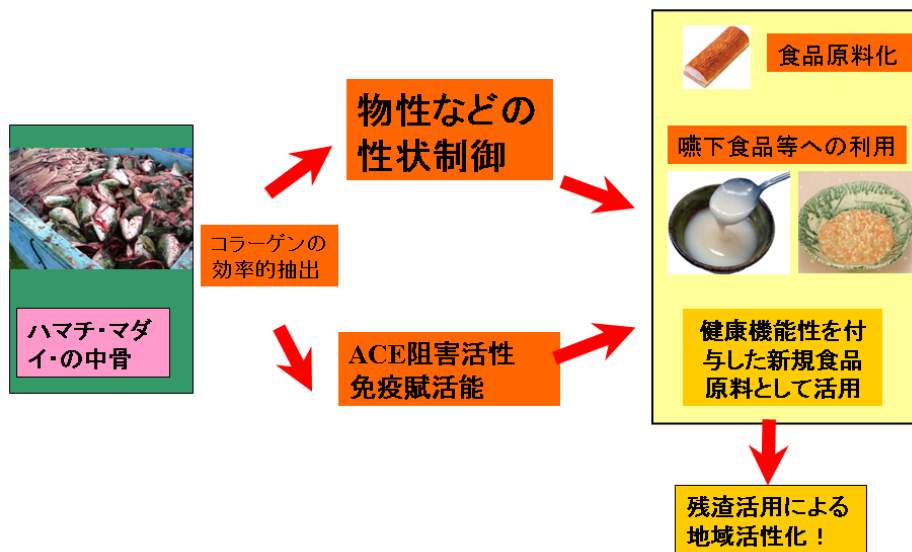 ハマチ・マダ
イ・の中骨
コラーゲンの
効率的抽出
物性などの
性状制御
ACE阻害活性
免疫賦活能
食品原料化
嚥下食品等への利用
健康機能性を付
与した新規食品
原料として活用
残渣活用による
地域活性化！